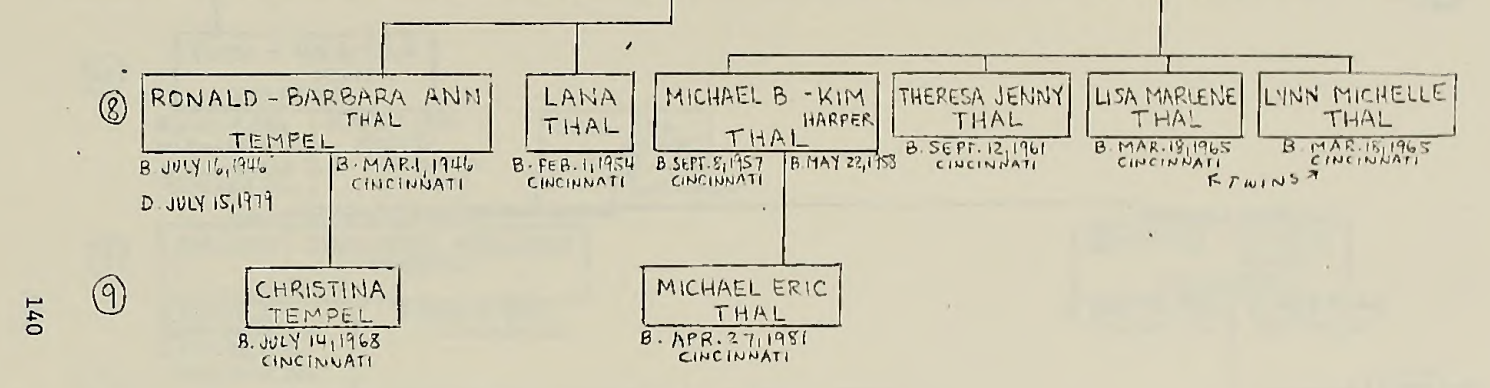 ⑧
RONALD - BARBARA ANN
THAL
TEMPEL
B. JULY 16, 1946
D. JULY 15, 1979
B. MAR. 1, 1946
CINCINNATI
LANA
THAL
B. FEB. 1, 1954
CINCINNATI
MICHAEL B - KIM
HARPER
THAL
B. SEPT. 8, 1957
CINCINNATI
B. MAY 22, 1958
THERESA JENNY
THAL
B. SEPT. 12, 1961
CINCINNATI
LISA MARLENE
THAL
B. MAR. 18, 1965
CINCINNATI
LYNN MICHELLE
THAL
B. MAR. 18, 1965
CINCINNATI
TWINS
⑨
CHRISTINA
TEMPEL
B. JULY 14, 1968
CINCINNATI
MICHAEL ERIC
THAL
B. APR. 27, 1981
CINCINNATI
140